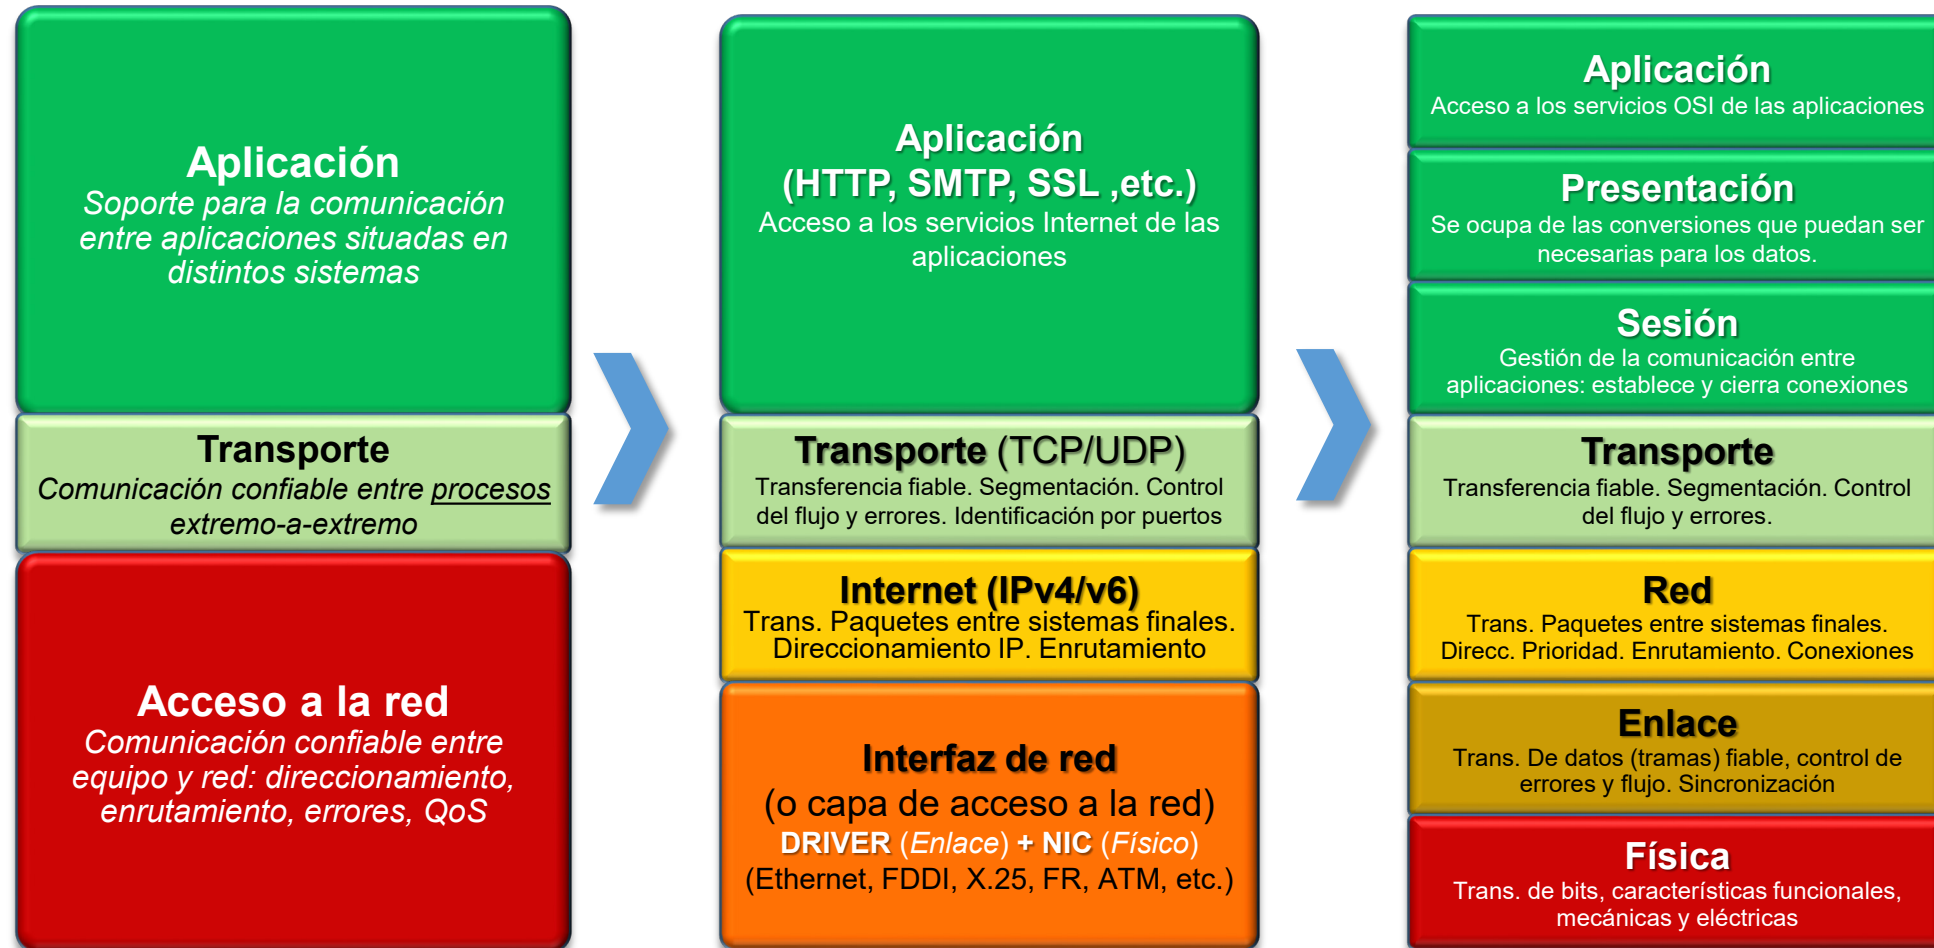 Aplicación
Soporte para la comunicación
entre aplicaciones situadas en
distintos sistemas
Transporte
Comunicación confiable entre procesos
extremo-a-extremo
Acceso a la red
Comunicación confiable entre
equipo y red: direccionamiento,
enrutamiento, errores, QoS
Aplicación
(HTTP, SMTP, SSL ,etc.)
Acceso a los servicios Internet de las
aplicaciones
Transporte (TCP/UDP)
Transferencia fiable. Segmentación. Control
del flujo y errores. Identificación por puertos
Internet (IPv4/v6)
Trans. Paquetes entre sistemas finales.
Direccionamiento IP. Enrutamiento
Interfaz de red
(o capa de acceso a la red)
DRIVER (Enlace) + NIC (Físico)
(Ethernet, FDDI, X.25, FR, ATM, etc.)
Aplicación
Acceso a los servicios OSI de las aplicaciones
Presentación
Se ocupa de las conversiones que puedan ser
necesarias para los datos.
Sesión
Gestión de la comunicación entre
aplicaciones: establece y cierra conexiones
Transporte
Transferencia fiable. Segmentación. Control
del flujo y errores.
Red
Trans. Paquetes entre sistemas finales.
Direcc. Prioridad. Enrutamiento. Conexiones
Enlace
Trans. De datos (tramas) fiable, control de
errores y flujo. Sincronización
Física
Trans. de bits, características funcionales,
mecánicas y eléctricas